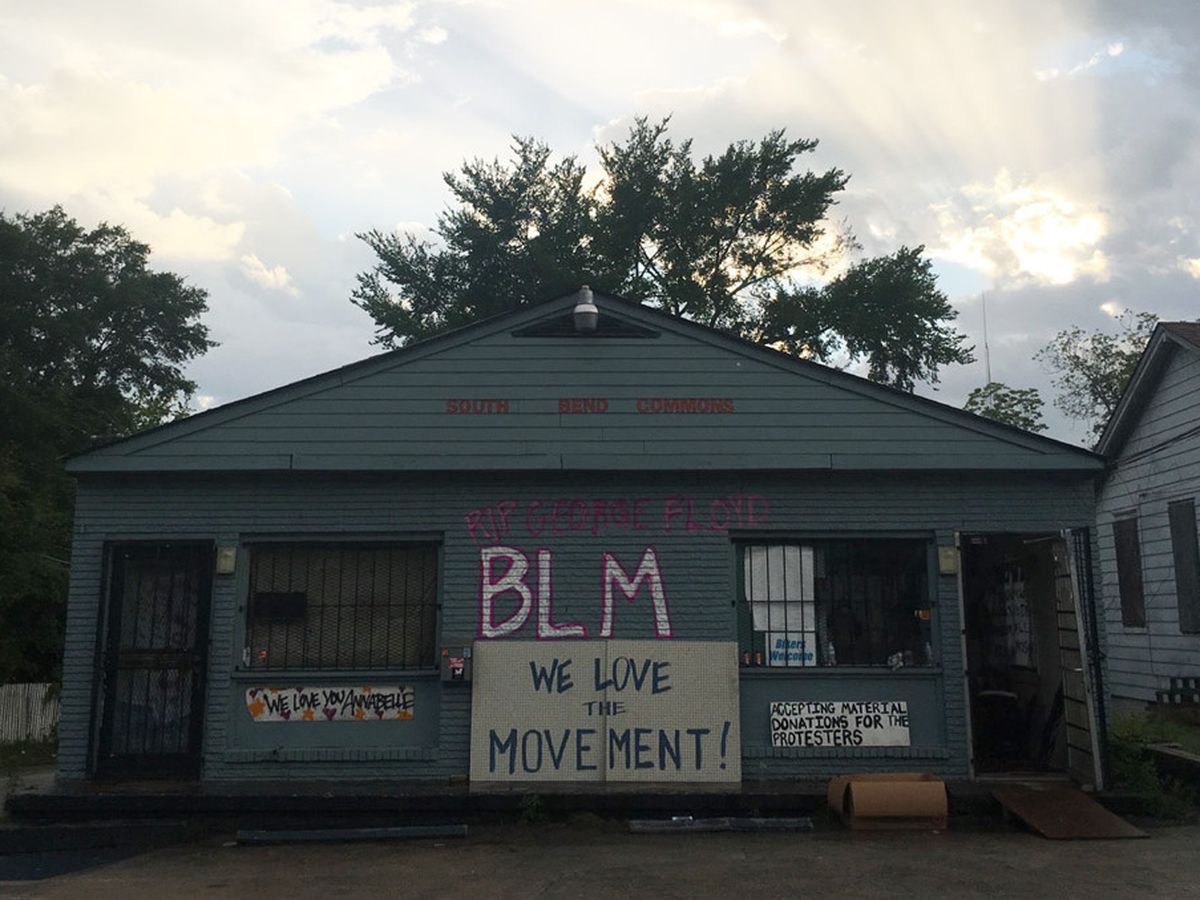 SOUTH BEND COMMONS
RIP GEORGE FLOYD
BLM
WE LOVE
THE
MOVEMENT!
Bikers
Welcome
WE LOVE YOU ANNABELLE
ACCEPTING MATERIAL
DONATIONS FOR THE
PROTESTERS